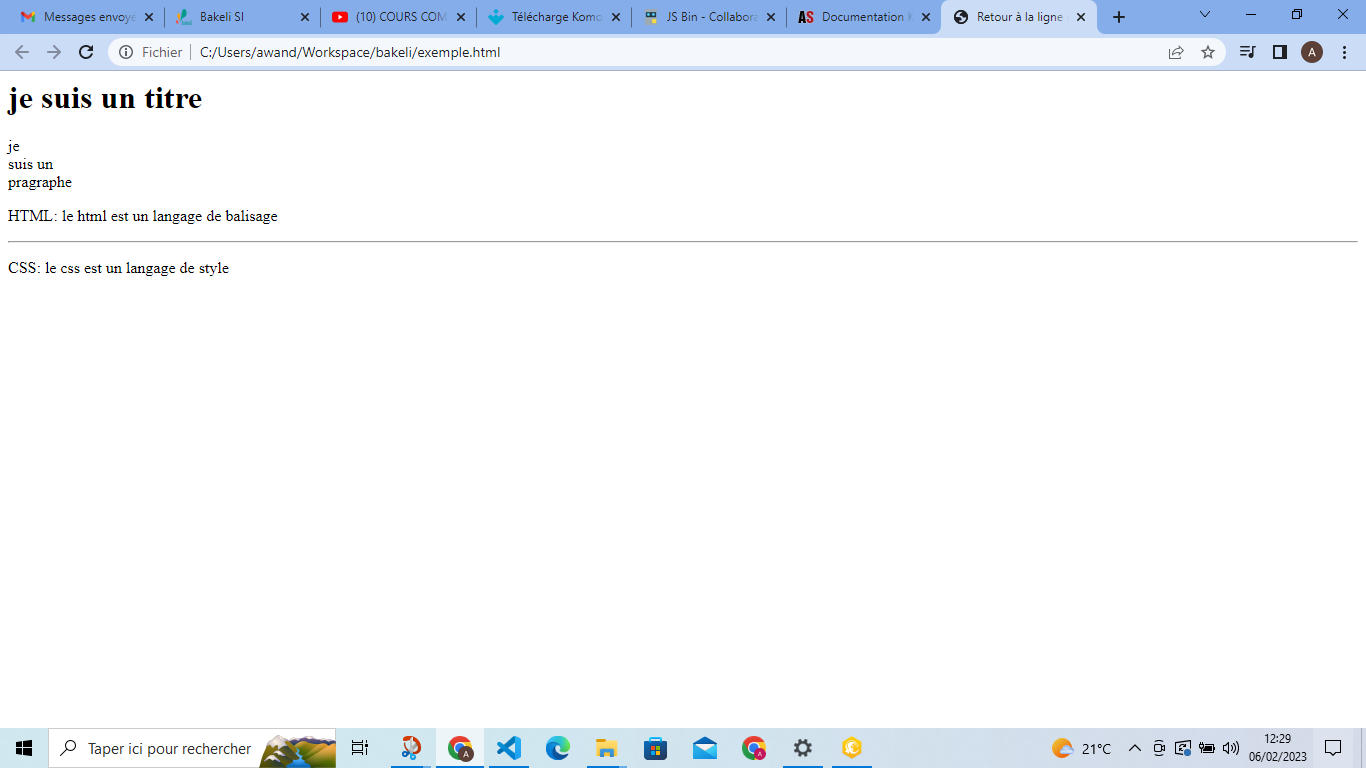 Messages envoyé
Bakeli SI
(10) COURS COM
Télécharge Komo
JS Bin - Collabora
AS Documentation
Retour à la ligne
Fichier C:/Users/awand/Workspace/bakeli/exemple.html
A
je suis un titre
je
suis un
pragraphe
HTML: le html est un langage de balisage
CSS: le css est un langage de style
Taper ici pour rechercher
A
A
21°C
12:29
06/02/2023